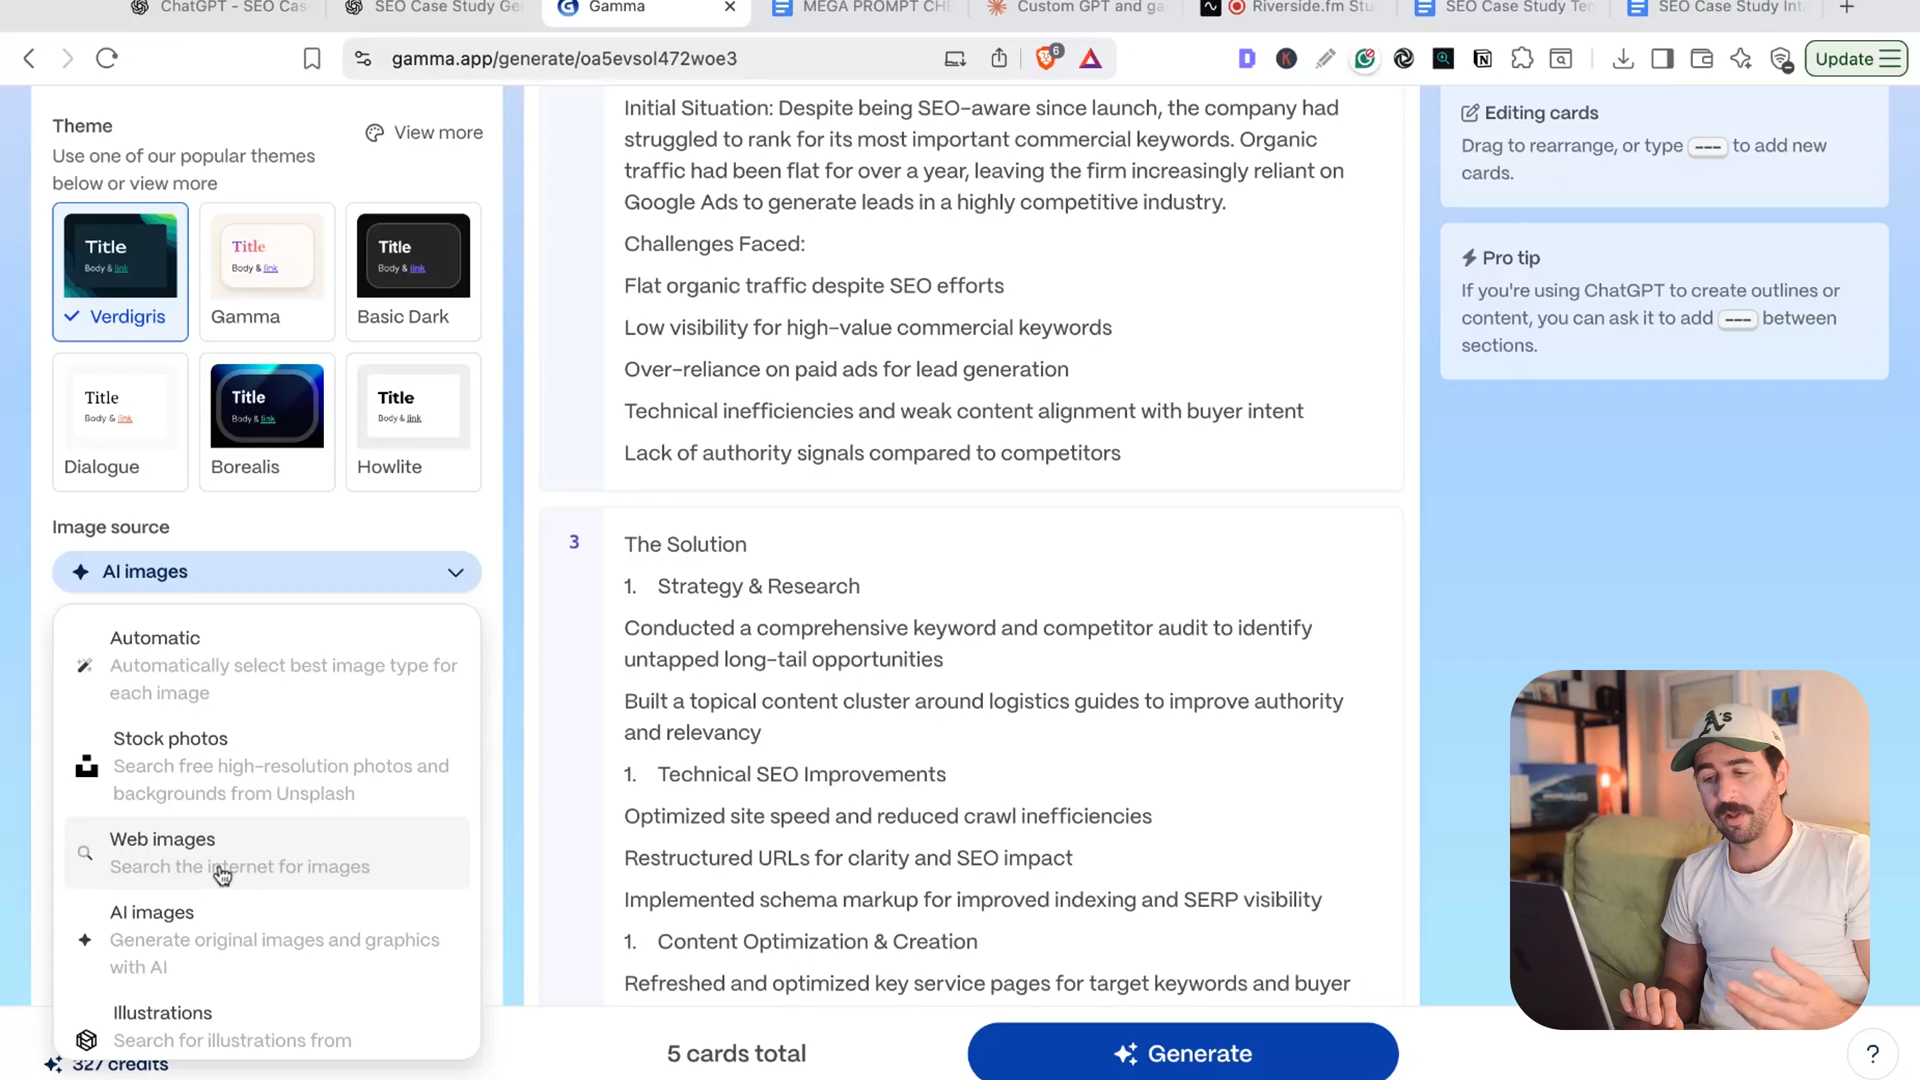 ChatGPT - SEO Cas
SEO Case Study Ge
Gamma
MEGA PROMPT CHE
Custom GPT and ga
Riverside.fm Stu
SEO Case Study Ten
SEO Case Study Int
gamma.app/generate/oa5evsol472woe3
6
Update
Theme
View more
Use one of our popular themes
below or view more
Title
Body & link
Verdigris
Title
Body & link
Gamma
Title
Body & link
Basic Dark
Title
Body & link
Dialogue
Title
Body & link
Borealis
Title
Body & link
Howlite
Image source
AI images
Automatic
Automatically select best image type for
each image
Stock photos
Search free high-resolution photos and
backgrounds from Unsplash
Web images
Search the internet for images
AI images
Generate original images and graphics
with AI
Illustrations
Search for illustrations from
327 credits
Initial Situation: Despite being SEO-aware since launch, the company had
struggled to rank for its most important commercial keywords. Organic
traffic had been flat for over a year, leaving the firm increasingly reliant on
Google Ads to generate leads in a highly competitive industry.
Challenges Faced:
Flat organic traffic despite SEO efforts
Low visibility for high-value commercial keywords
Over-reliance on paid ads for lead generation
Technical inefficiencies and weak content alignment with buyer intent
Lack of authority signals compared to competitors
3
The Solution
1. Strategy & Research
Conducted a comprehensive keyword and competitor audit to identify
untapped long-tail opportunities
Built a topical content cluster around logistics guides to improve authority
and relevancy
1. Technical SEO Improvements
Optimized site speed and reduced crawl inefficiencies
Restructured URLs for clarity and SEO impact
Implemented schema markup for improved indexing and SERP visibility
1. Content Optimization & Creation
Refreshed and optimized key service pages for target keywords and buyer
5 cards total
Generate
Editing cards
Drag to rearrange, or type --- to add new
cards.
Pro tip
If you're using ChatGPT to create outlines or
content, you can ask it to add --- between
sections.
A's
?